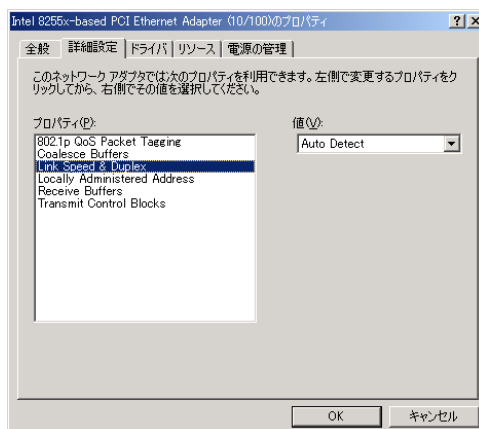 Intel 8255x-based PCI Ethernet Adapter (10/100)のプロパティ
全般 詳細設定 ドライバ リソース 電源の管理
このネットワーク アダプタでは次のプロパティを利用できます。左側で変更するプロパティをク
リックしてから、右側でその値を選択してください。
プロパティ(P): 値(V):
802.1p QoS Packet Tagging Auto Detect
Coalesce Buffers
Link Speed & Duplex
Locally Administered Address
Receive Buffers
Transmit Control Blocks
OK キャンセル